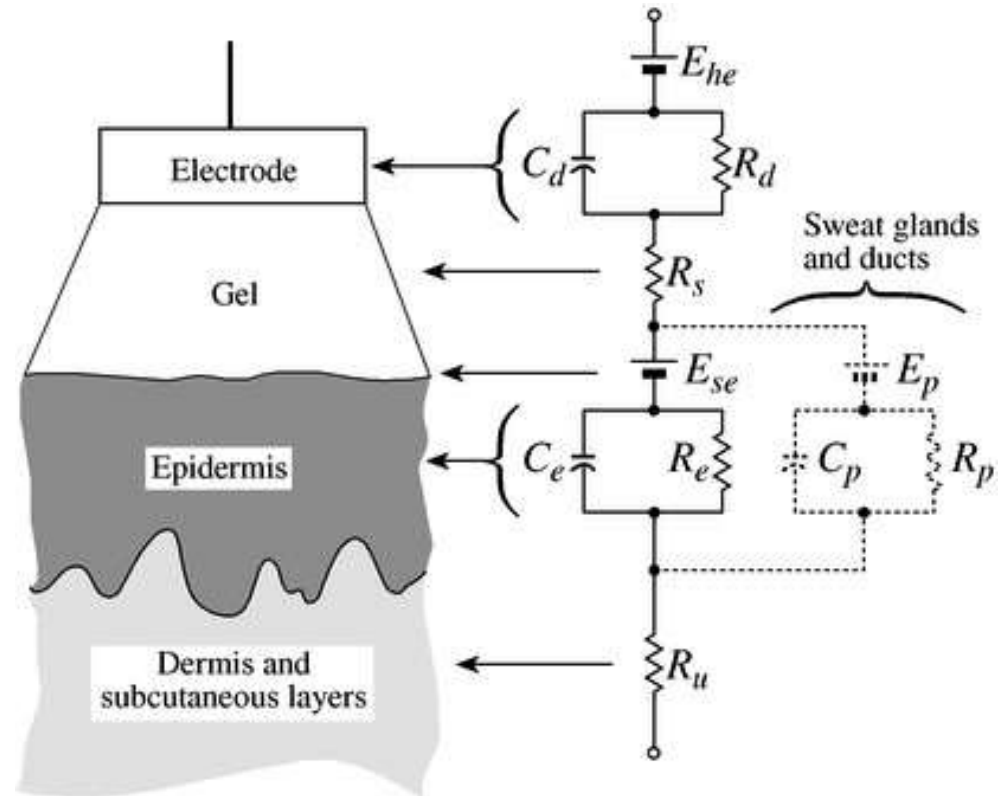 E_he
Electrode
C_d
R_d
Sweat glands
and ducts
Gel
R_s
E_se
E_p
Epidermis
C_e
R_e
C_p
R_p
Dermis and
subcutaneous layers
R_u